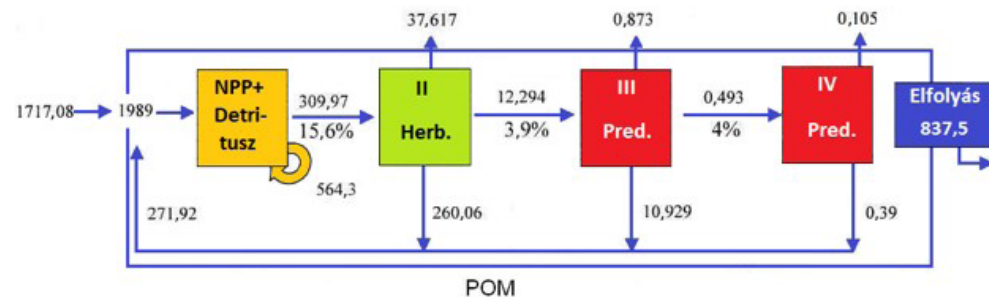 37,617
0,873
0,105
1717,08
1989
NPP+
Detri-
tusz
309,97
15,6%
II
Herb.
12,294
3,9%
III
Pred.
0,493
4%
IV
Pred.
Elfolyás
837,5
564,3
271,92
260,06
10,929
0,39
POM